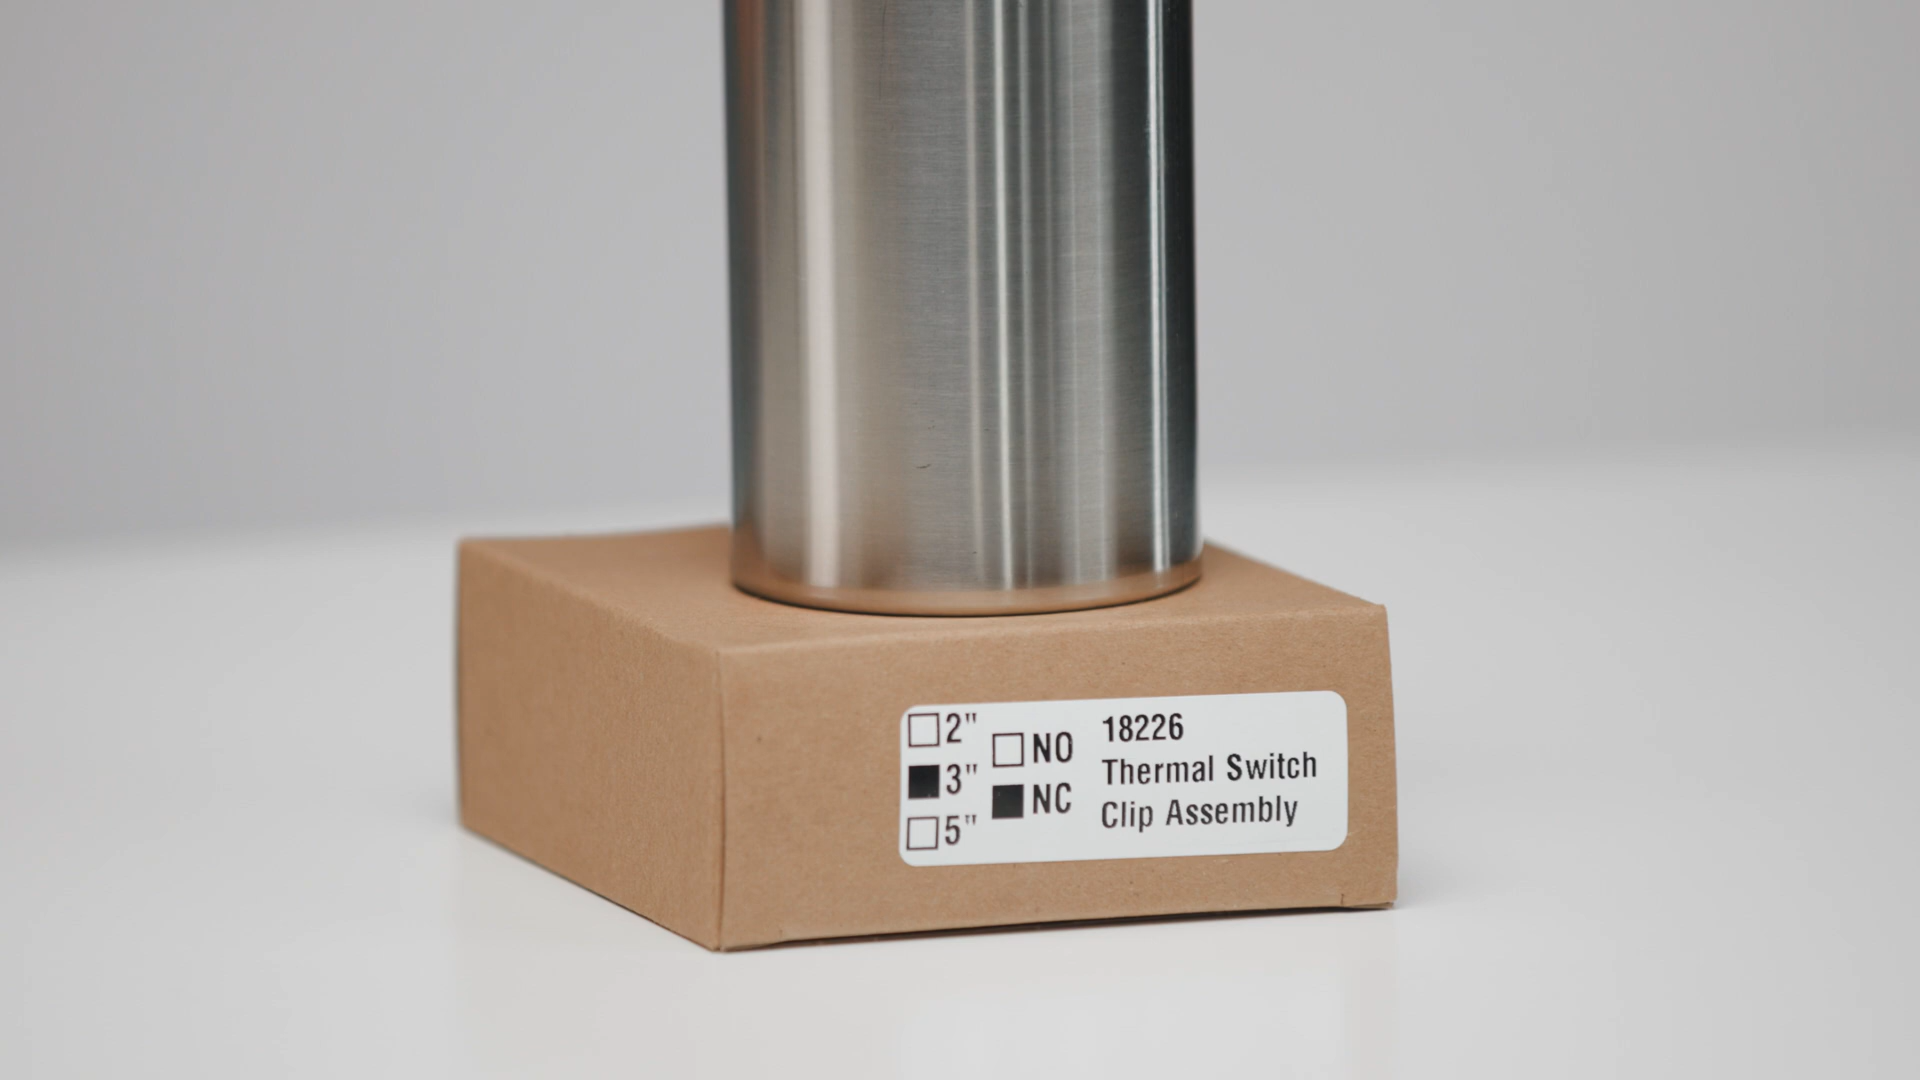 ☐ 2"
■ 3"
☐ 5"
☐ NO
■ NC
18226
Thermal Switch
Clip Assembly